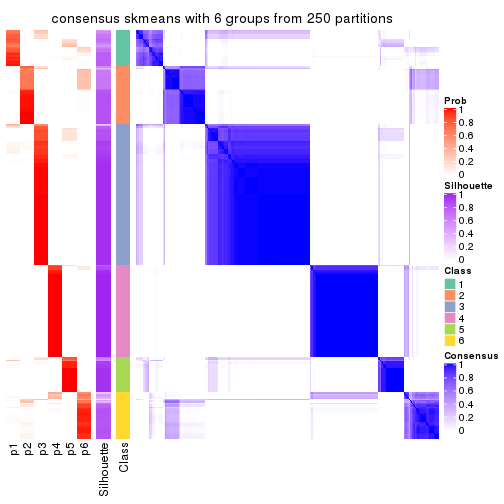 consensus skmeans with 6 groups from 250 partitions
Prob
1
0.8
0.6
0.4
0.2
0
Silhouette
1
0.8
0.6
0.4
0.2
0
Class
1
2
3
4
5
6
Consensus
1
0.8
0.6
0.4
0.2
0
p1
p2
p3
p4
p5
p6
Silhouette
Class